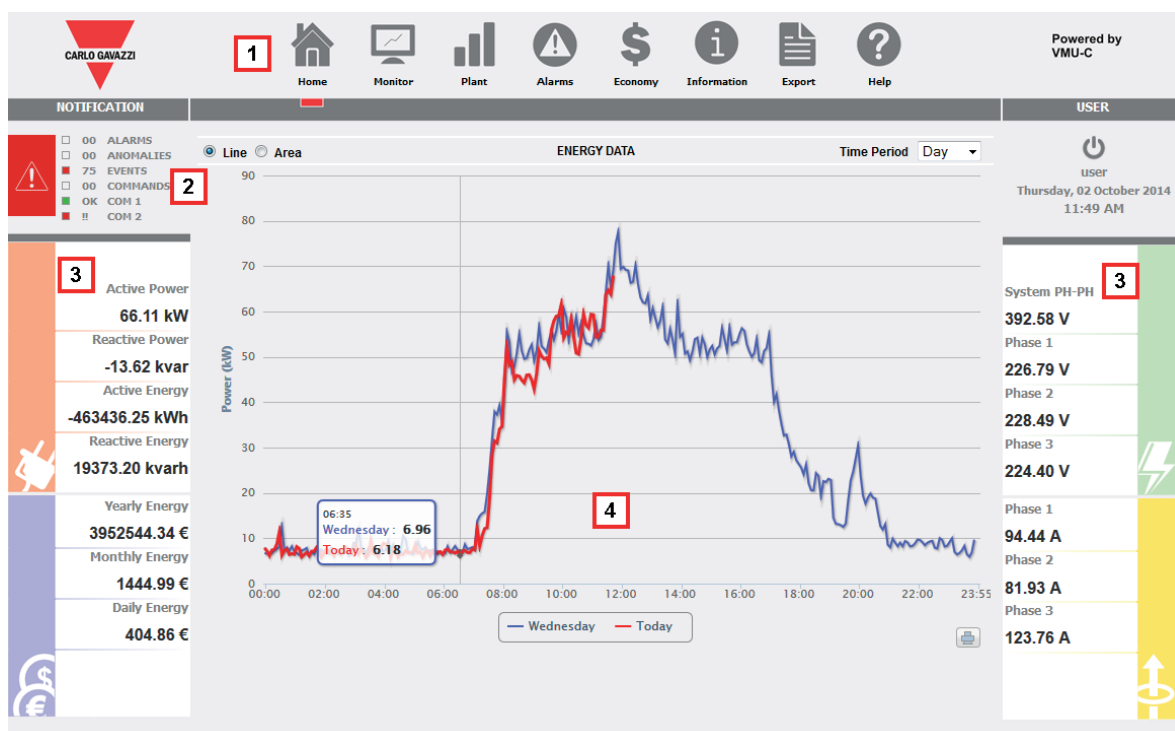 CARLO GAVAZZI
1
Home
Monitor
Plant
Alarms
Economy
Information
Export
Help
Powered by
VMU-C
NOTIFICATION
USER
00 ALARMS
00 ANOMALIES
75 EVENTS
00 COMMANDS
OK COM 1
!! COM 2
2
Line
Area
ENERGY DATA
Time Period Day
user
Thursday, 02 October 2014
11:49 AM
3
Active Power
66.11 kW
Reactive Power
-13.62 kvar
Active Energy
-463436.25 kWh
Reactive Energy
19373.20 kvarh
Yearly Energy
3952544.34 €
Monthly Energy
1444.99 €
Daily Energy
404.86 €
Power (kW)
90
80
70
60
50
40
30
20
10
0
00:00 02:00 04:00 06:00 08:00 10:00 12:00 14:00 16:00 18:00 20:00 22:00 23:55
06:35
Wednesday : 6.96
Today : 6.18
4
Wednesday Today
3
System PH-PH
392.58 V
Phase 1
226.79 V
Phase 2
228.49 V
Phase 3
224.40 V
Phase 1
94.44 A
Phase 2
81.93 A
Phase 3
123.76 A
$
€